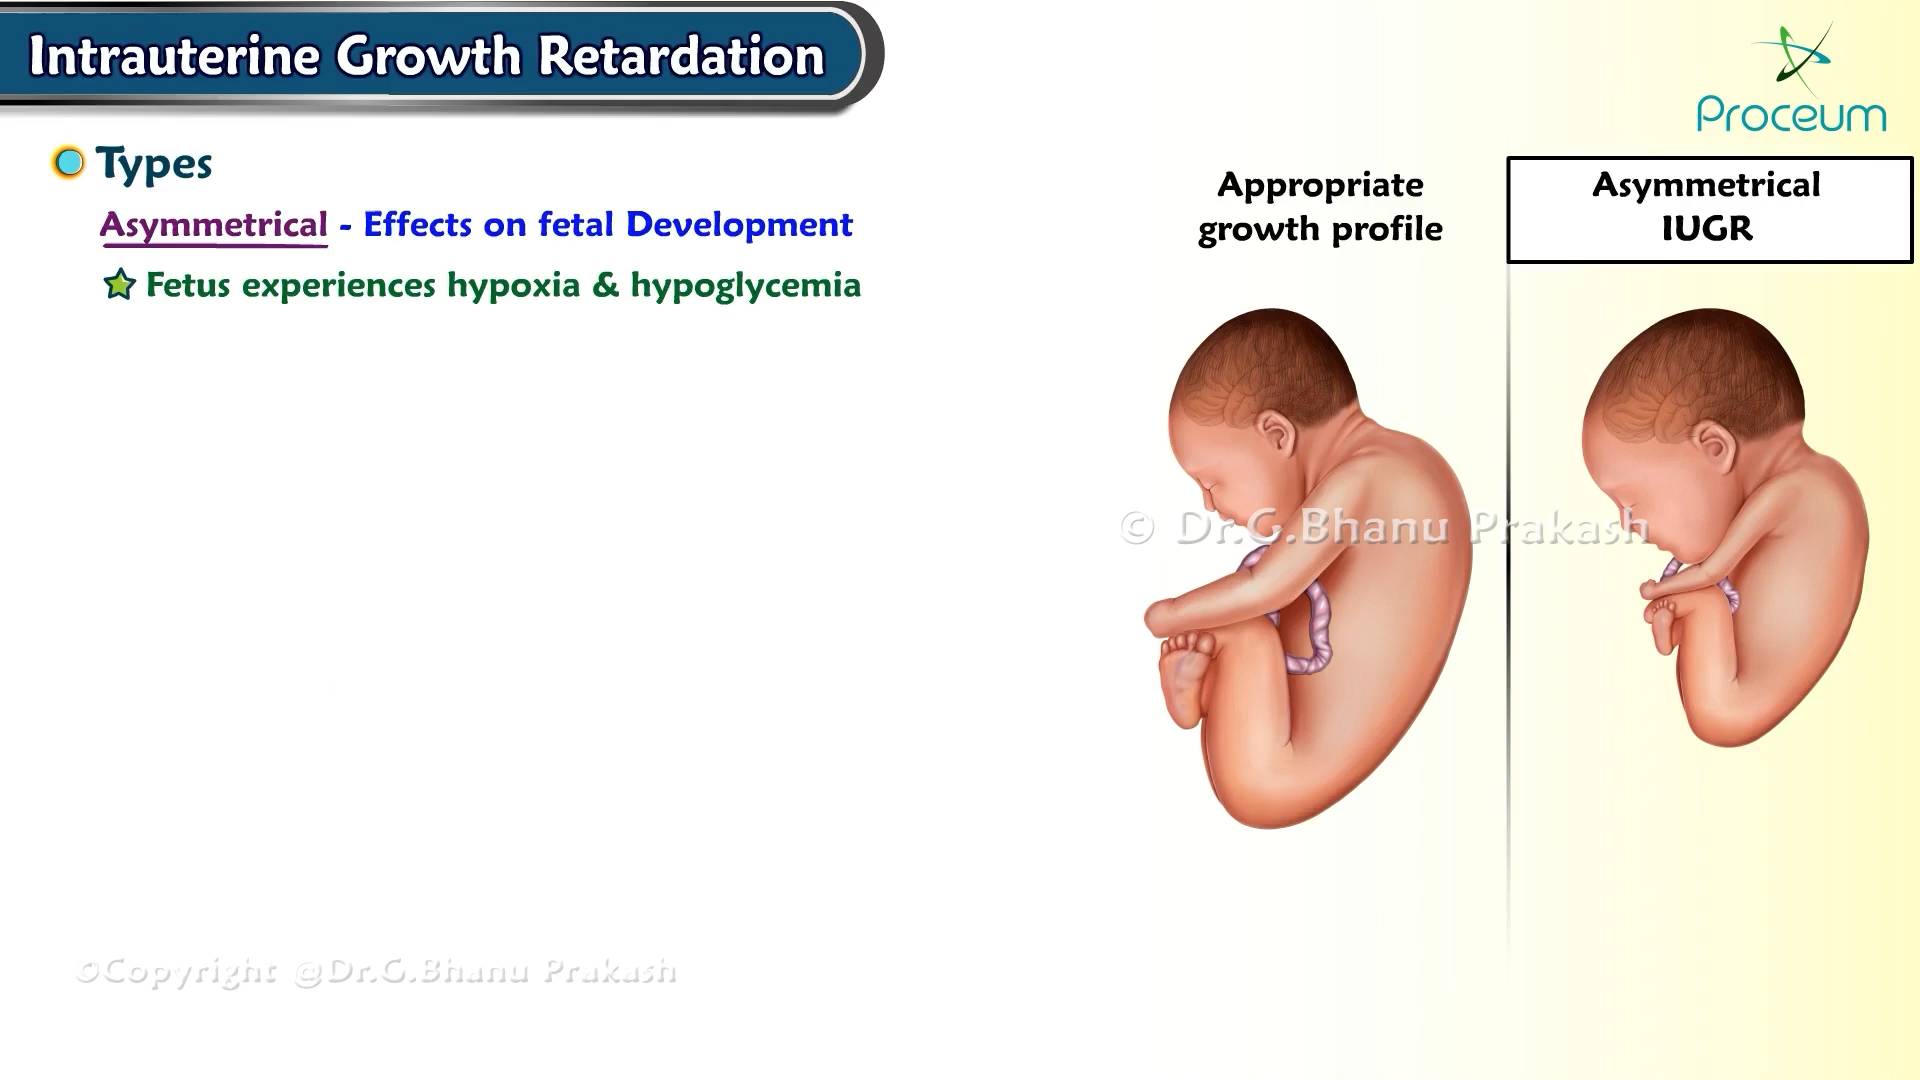 Intrauterine Growth Retardation
Proceum
Types
Asymmetrical - Effects on fetal Development
Fetus experiences hypoxia & hypoglycemia
Appropriate
growth profile
Asymmetrical
IUGR
© Dr.G.Bhanu Prakash
©Copyright @Dr.G.Bhanu Prakash